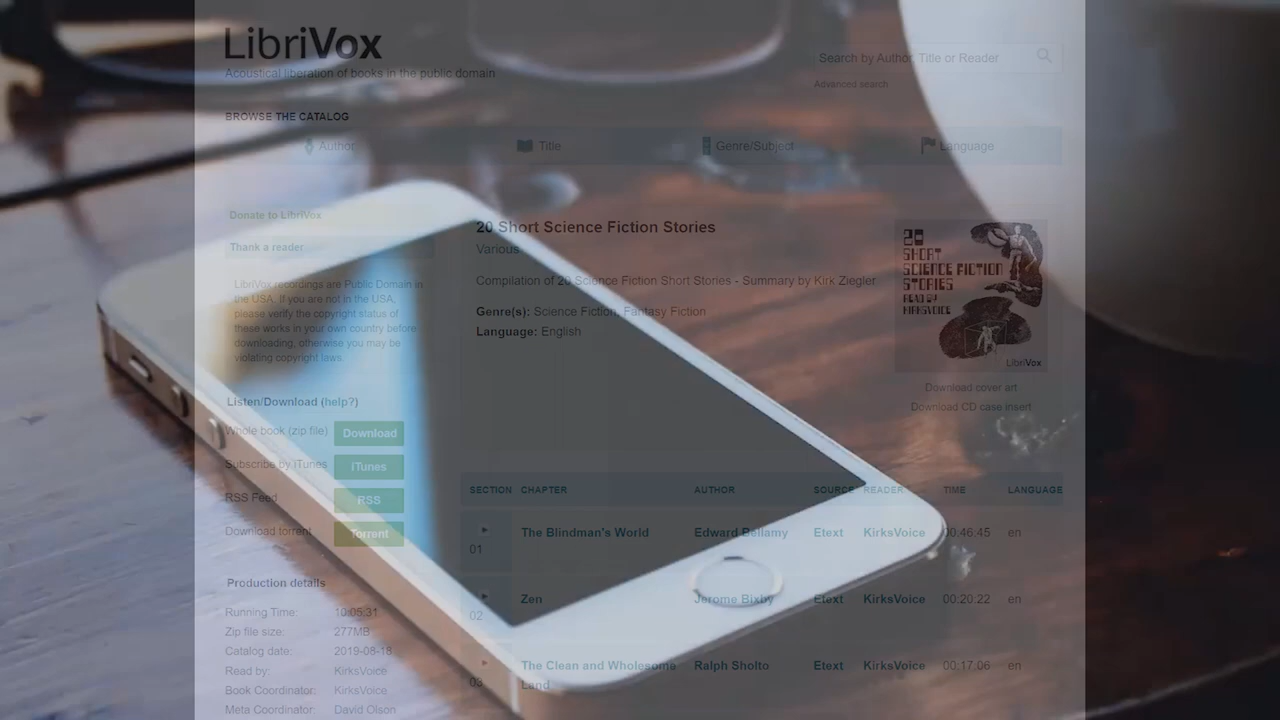 LibriVox
Acoustical liberation of books in the public domain
Search by Author, Title or Reader
Advanced search
BROWSE THE CATALOG
Author
Title
Genre/Subject
Language
Donate to LibriVox
Thank a reader
LibriVox recordings are Public Domain in
the USA. If you are not in the USA,
please verify the copyright status of
these works in your own country before
downloading, otherwise you may be
violating copyright laws.
Listen/Download (help?)
Whole book (zip file) Download
Subscribe by iTunes iTunes
RSS Feed RSS
Download torrent Torrent
Production details
Running Time: 10:05:31
Zip file size: 277MB
Catalog date: 2019-08-18
Read by: KirksVoice
Book Coordinator: KirksVoice
Meta Coordinator: David Olson
20 Short Science Fiction Stories
Various
Compilation of 20 Science Fiction Short Stories - Summary by Kirk Ziegler
Genre(s): Science Fiction, Fantasy Fiction
Language: English
20
SHORT
SCIENCE FICTION
STORIES
READ BY
KIRKSVOICE
LibriVox
Download cover art
Download CD case insert
SECTION CHAPTER AUTHOR SOURCE READER TIME LANGUAGE
01 The Blindman's World Edward Bellamy Etext KirksVoice 00:46:45 en
02 Zen Jerome Bixby Etext KirksVoice 00:20:22 en
03 The Clean and Wholesome Ralph Sholto Etext KirksVoice 00:17:06 en
Land